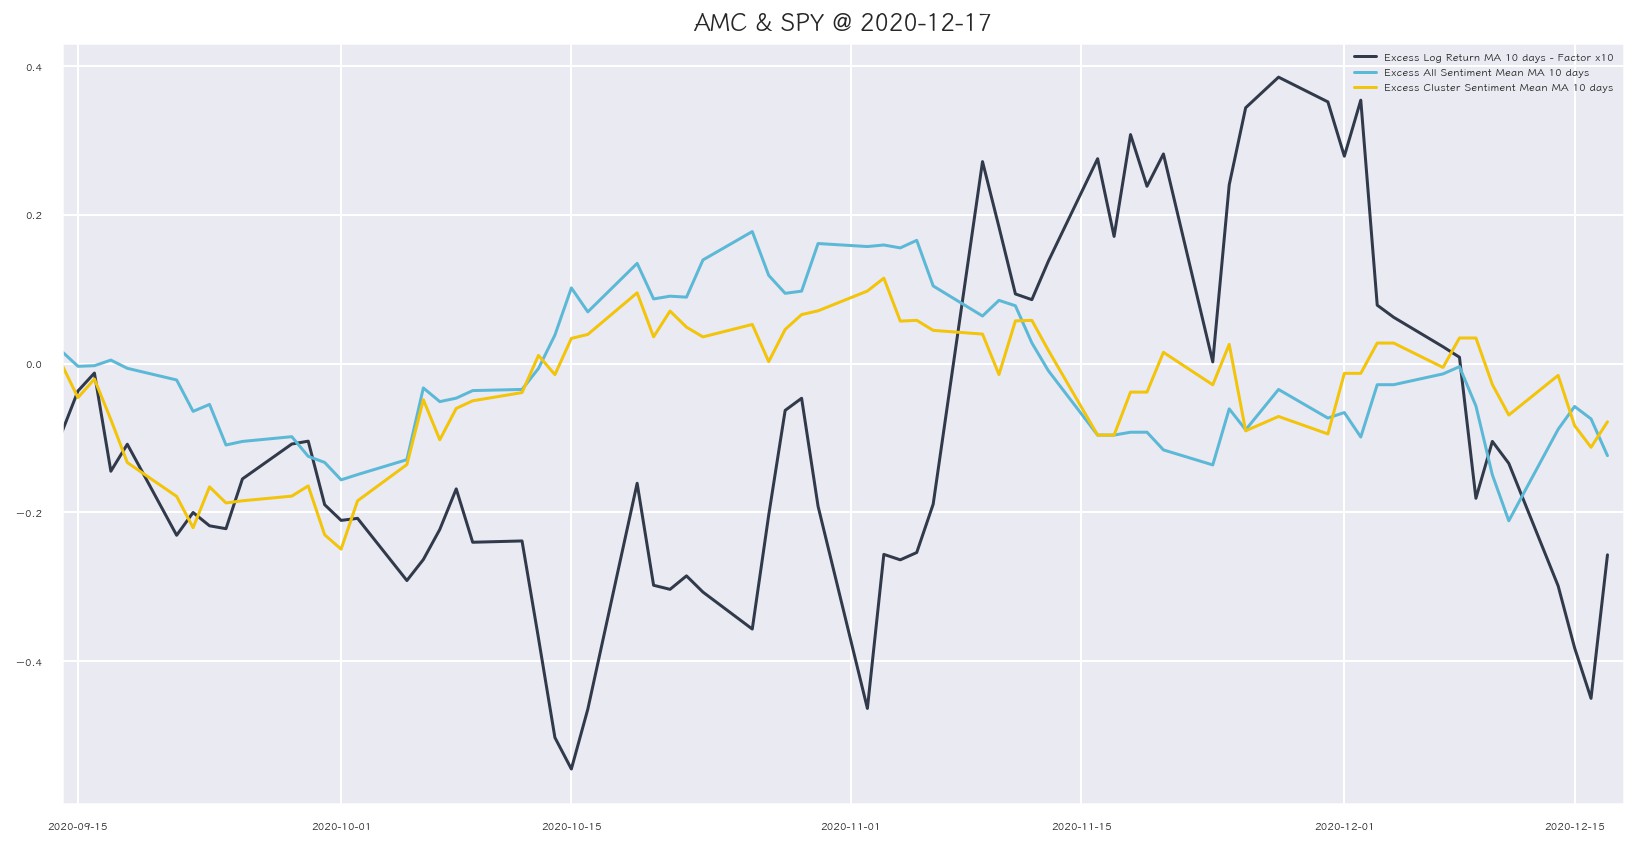 AMC & SPY @ 2020-12-17
Excess Log Return MA 10 days - Factor x10
Excess All Sentiment Mean MA 10 days
Excess Cluster Sentiment Mean MA 10 days
0.4
0.2
0.0
−0.2
−0.4
2020-09-15 2020-10-01 2020-10-15 2020-11-01 2020-11-15 2020-12-01 2020-12-15